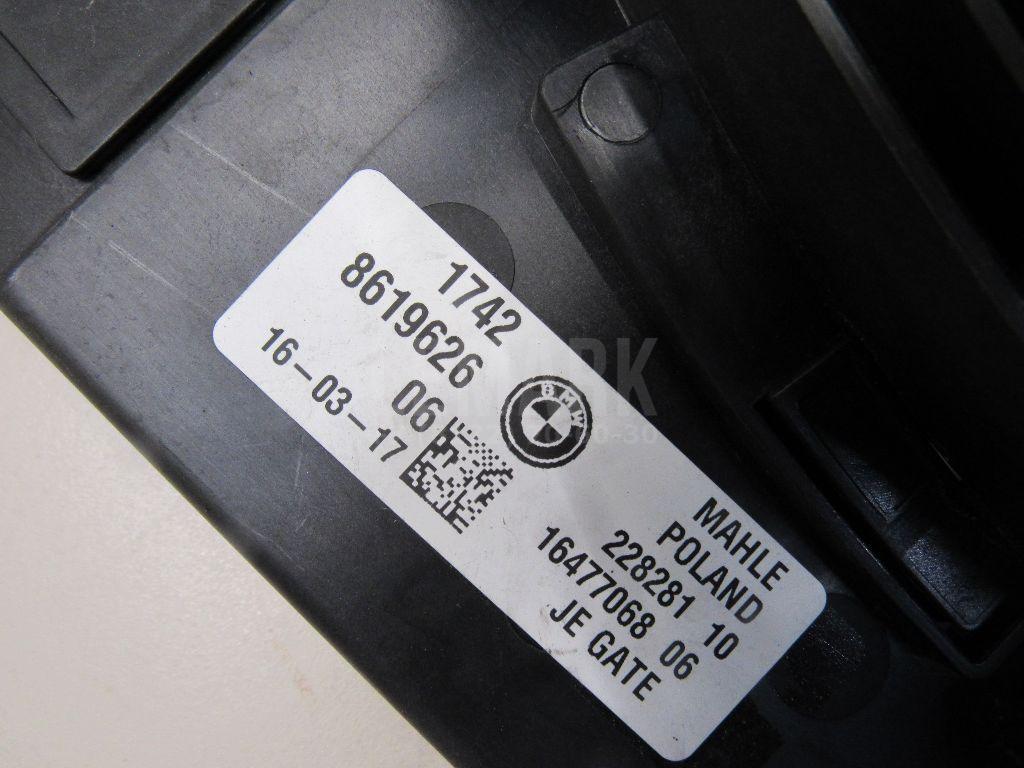 1742
8619626 06
16-03-17
BMW
MAHLE
POLAND
228281 10
16477068 06
JE GATE